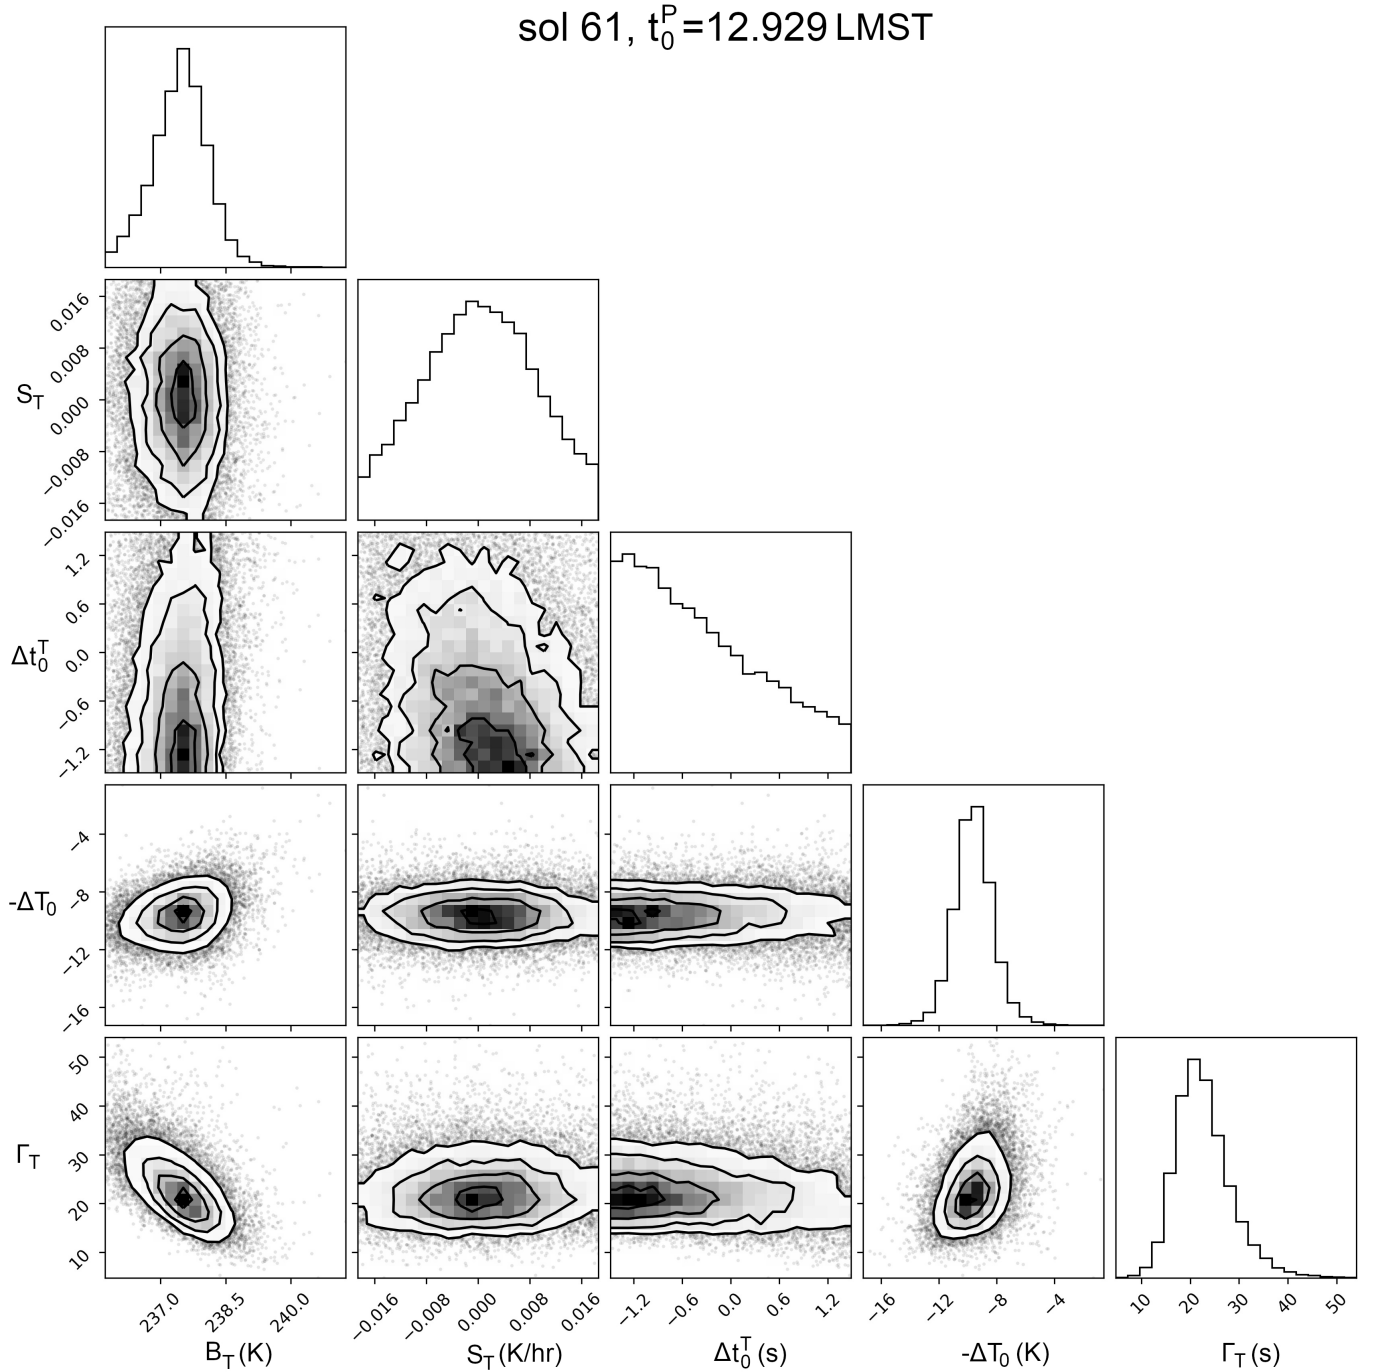 sol 61, t₀ᴾ=12.929 LMST
0.016
0.008
0.000
−0.008
−0.016
S_T
1.2
0.6
0.0
−0.6
−1.2
Δt₀ᵀ
−4
−8
−12
−16
-ΔT₀
50
40
30
20
10
Γ_T
237.0 238.5 240.0 −0.016 −0.008 0.000 0.008 0.016 −1.2 −0.6 0.0 0.6 1.2 −16 −12 −8 −4 10 20 30 40 50
B_T (K) S_T (K/hr) Δt₀ᵀ (s) -ΔT₀ (K) Γ_T (s)